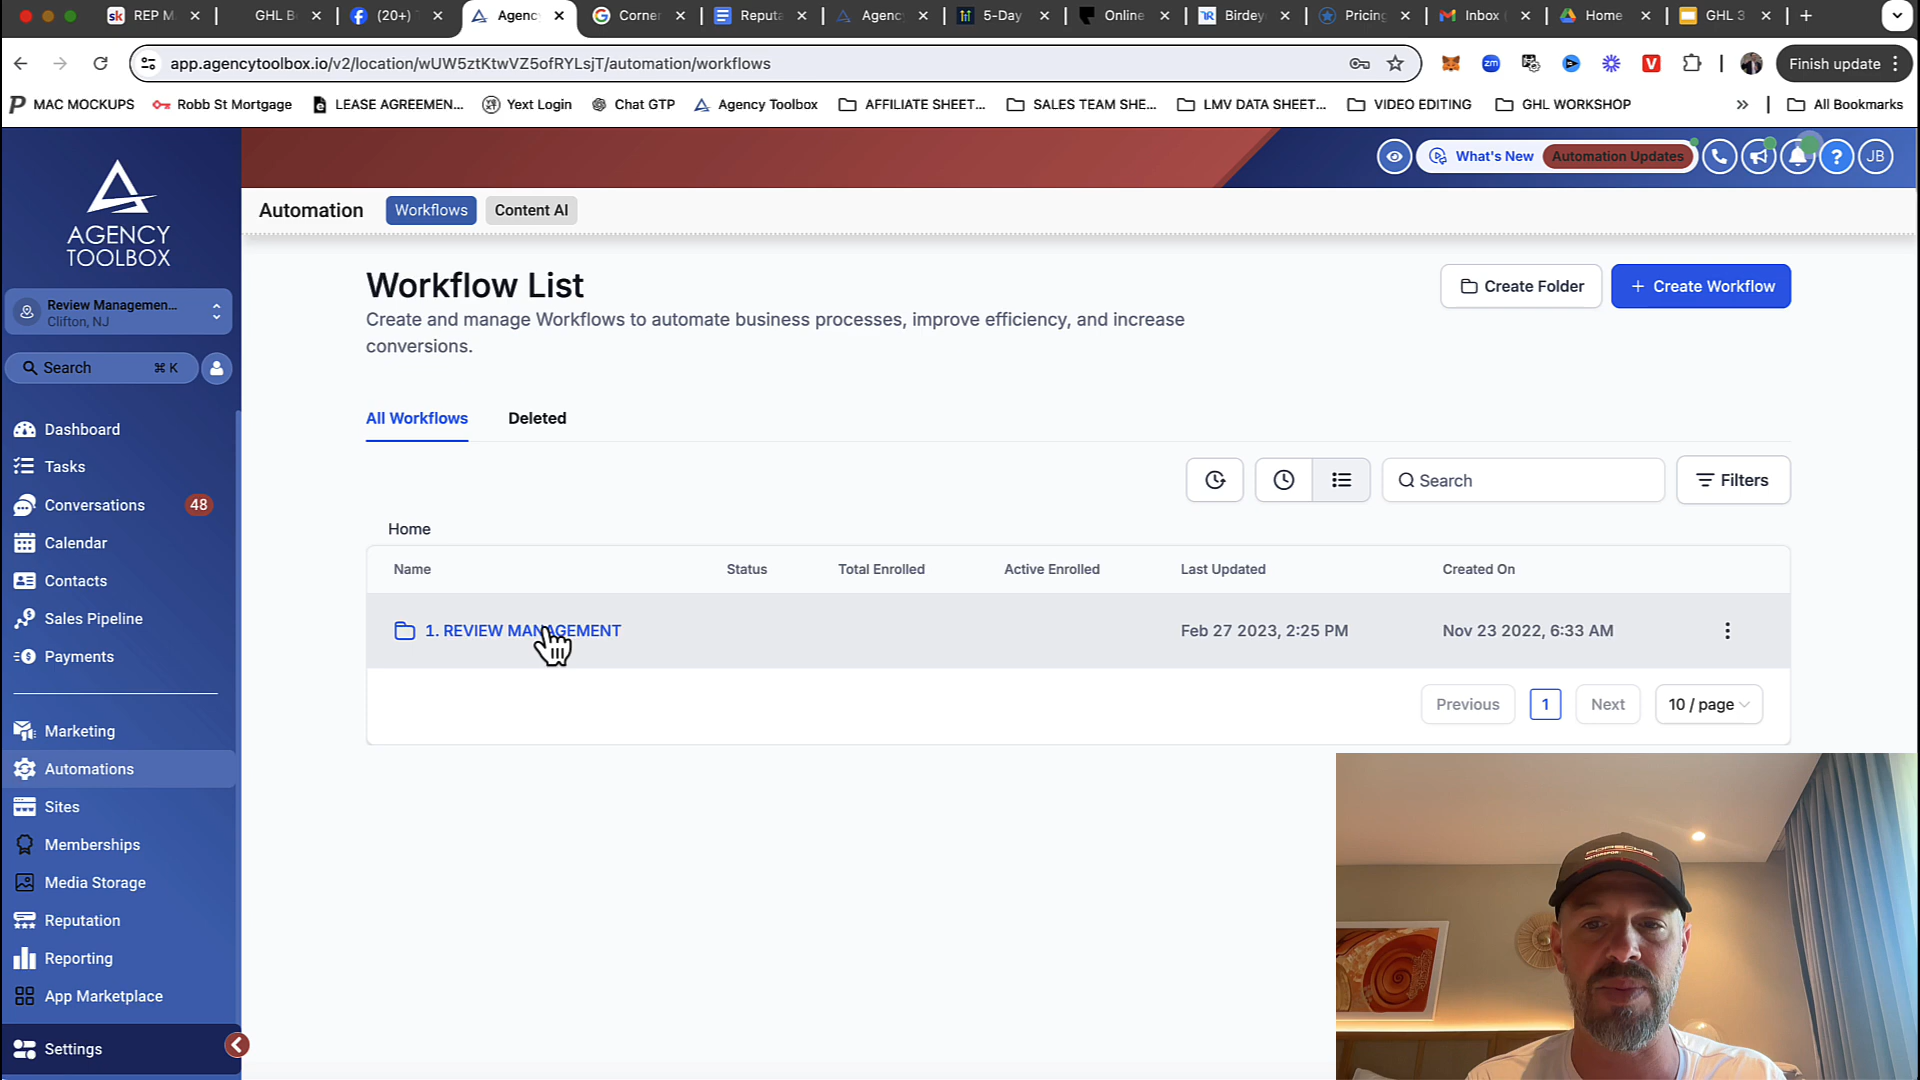 REP M
GHL B
(20+)
Agency
Corner
Reputa
Agency
5-Day
Online
Birdey
Pricing
Inbox (
Home
GHL 3
app.agencytoolbox.io/v2/location/wUW5ztKtwVZ5ofRYLsjT/automation/workflows
Finish update
MAC MOCKUPS
Robb St Mortgage
LEASE AGREEMEN...
Yext Login
Chat GTP
Agency Toolbox
AFFILIATE SHEET...
SALES TEAM SHE...
LMV DATA SHEET...
VIDEO EDITING
GHL WORKSHOP
All Bookmarks
What's New
Automation Updates
JB
AGENCY
TOOLBOX
Automation
Workflows
Content AI
Review Managemen...
Clifton, NJ
Search
⌘ K
Dashboard
Tasks
Conversations
48
Calendar
Contacts
Sales Pipeline
Payments
Marketing
Automations
Sites
Memberships
Media Storage
Reputation
Reporting
App Marketplace
Settings
Workflow List
Create and manage Workflows to automate business processes, improve efficiency, and increase
conversions.
Create Folder
+ Create Workflow
All Workflows
Deleted
Search
Filters
Home
Name
Status
Total Enrolled
Active Enrolled
Last Updated
Created On
1. REVIEW MANAGEMENT
Feb 27 2023, 2:25 PM
Nov 23 2022, 6:33 AM
Previous
1
Next
10 / page
PORSCHE